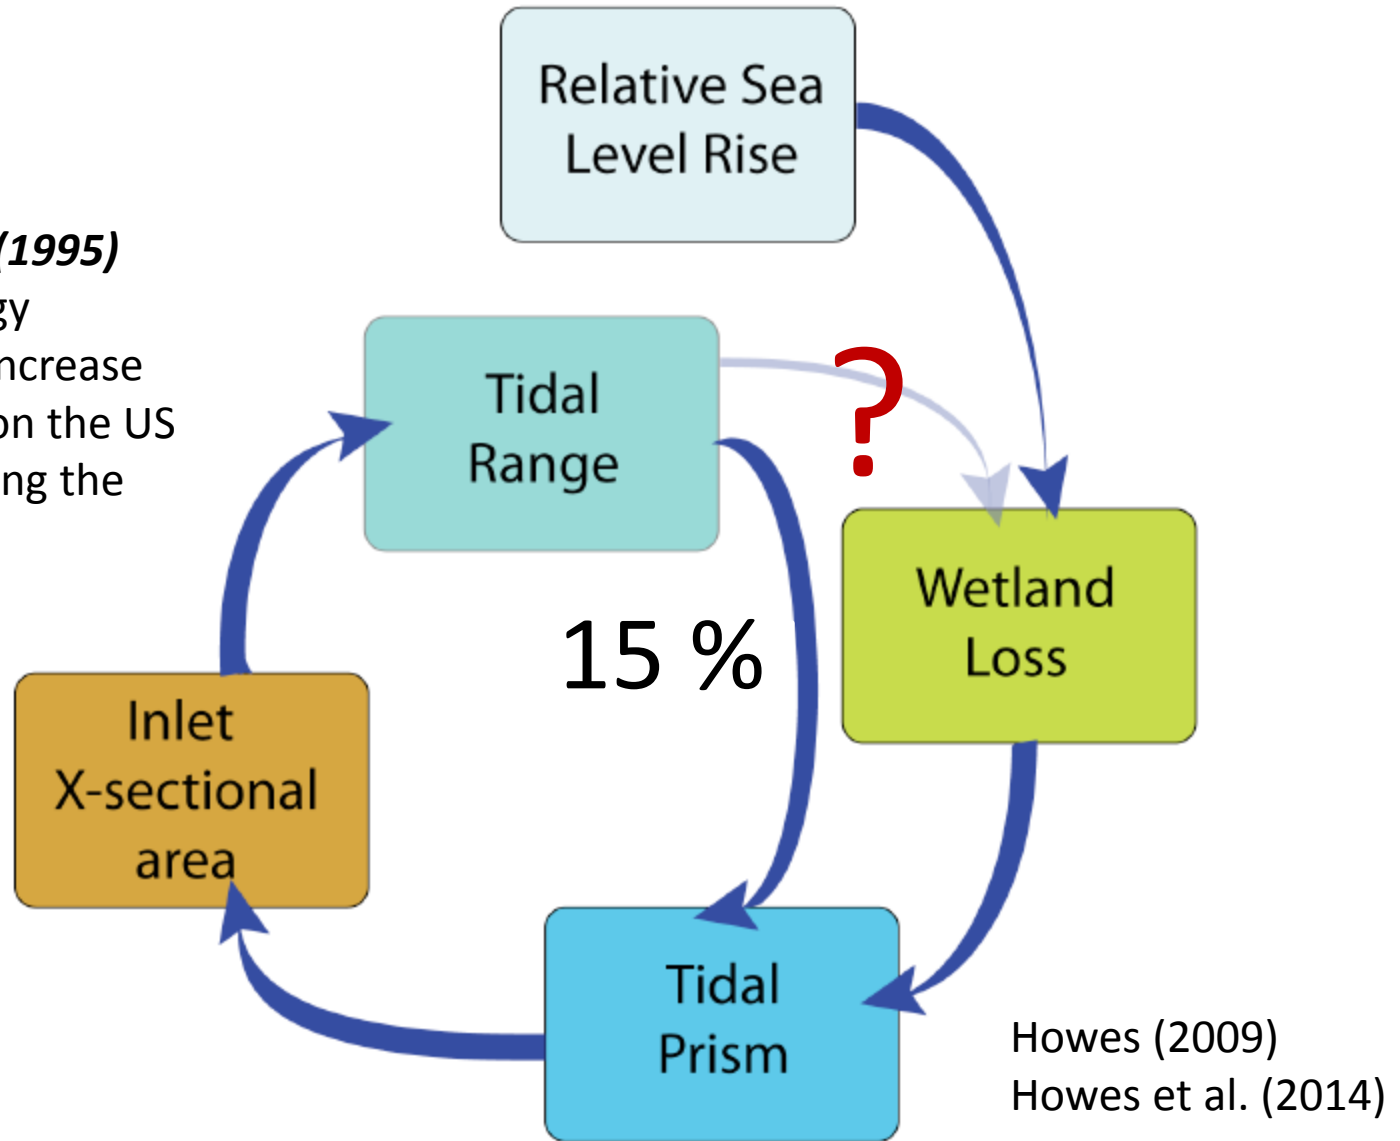 Relative Sea
Level Rise
(1995)
gy
ncrease
on the US
ing the
Tidal
Range
?
15 %
Wetland
Loss
Inlet
X-sectional
area
Tidal
Prism
Howes (2009)
Howes et al. (2014)